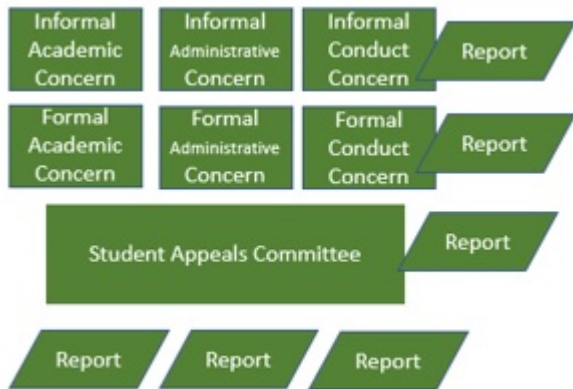 Informal
Academic
Concern
Informal
Administrative
Concern
Informal
Conduct
Concern
Report
Formal
Academic
Concern
Formal
Administrative
Concern
Formal
Conduct
Concern
Report
Student Appeals Committee
Report
Report
Report
Report